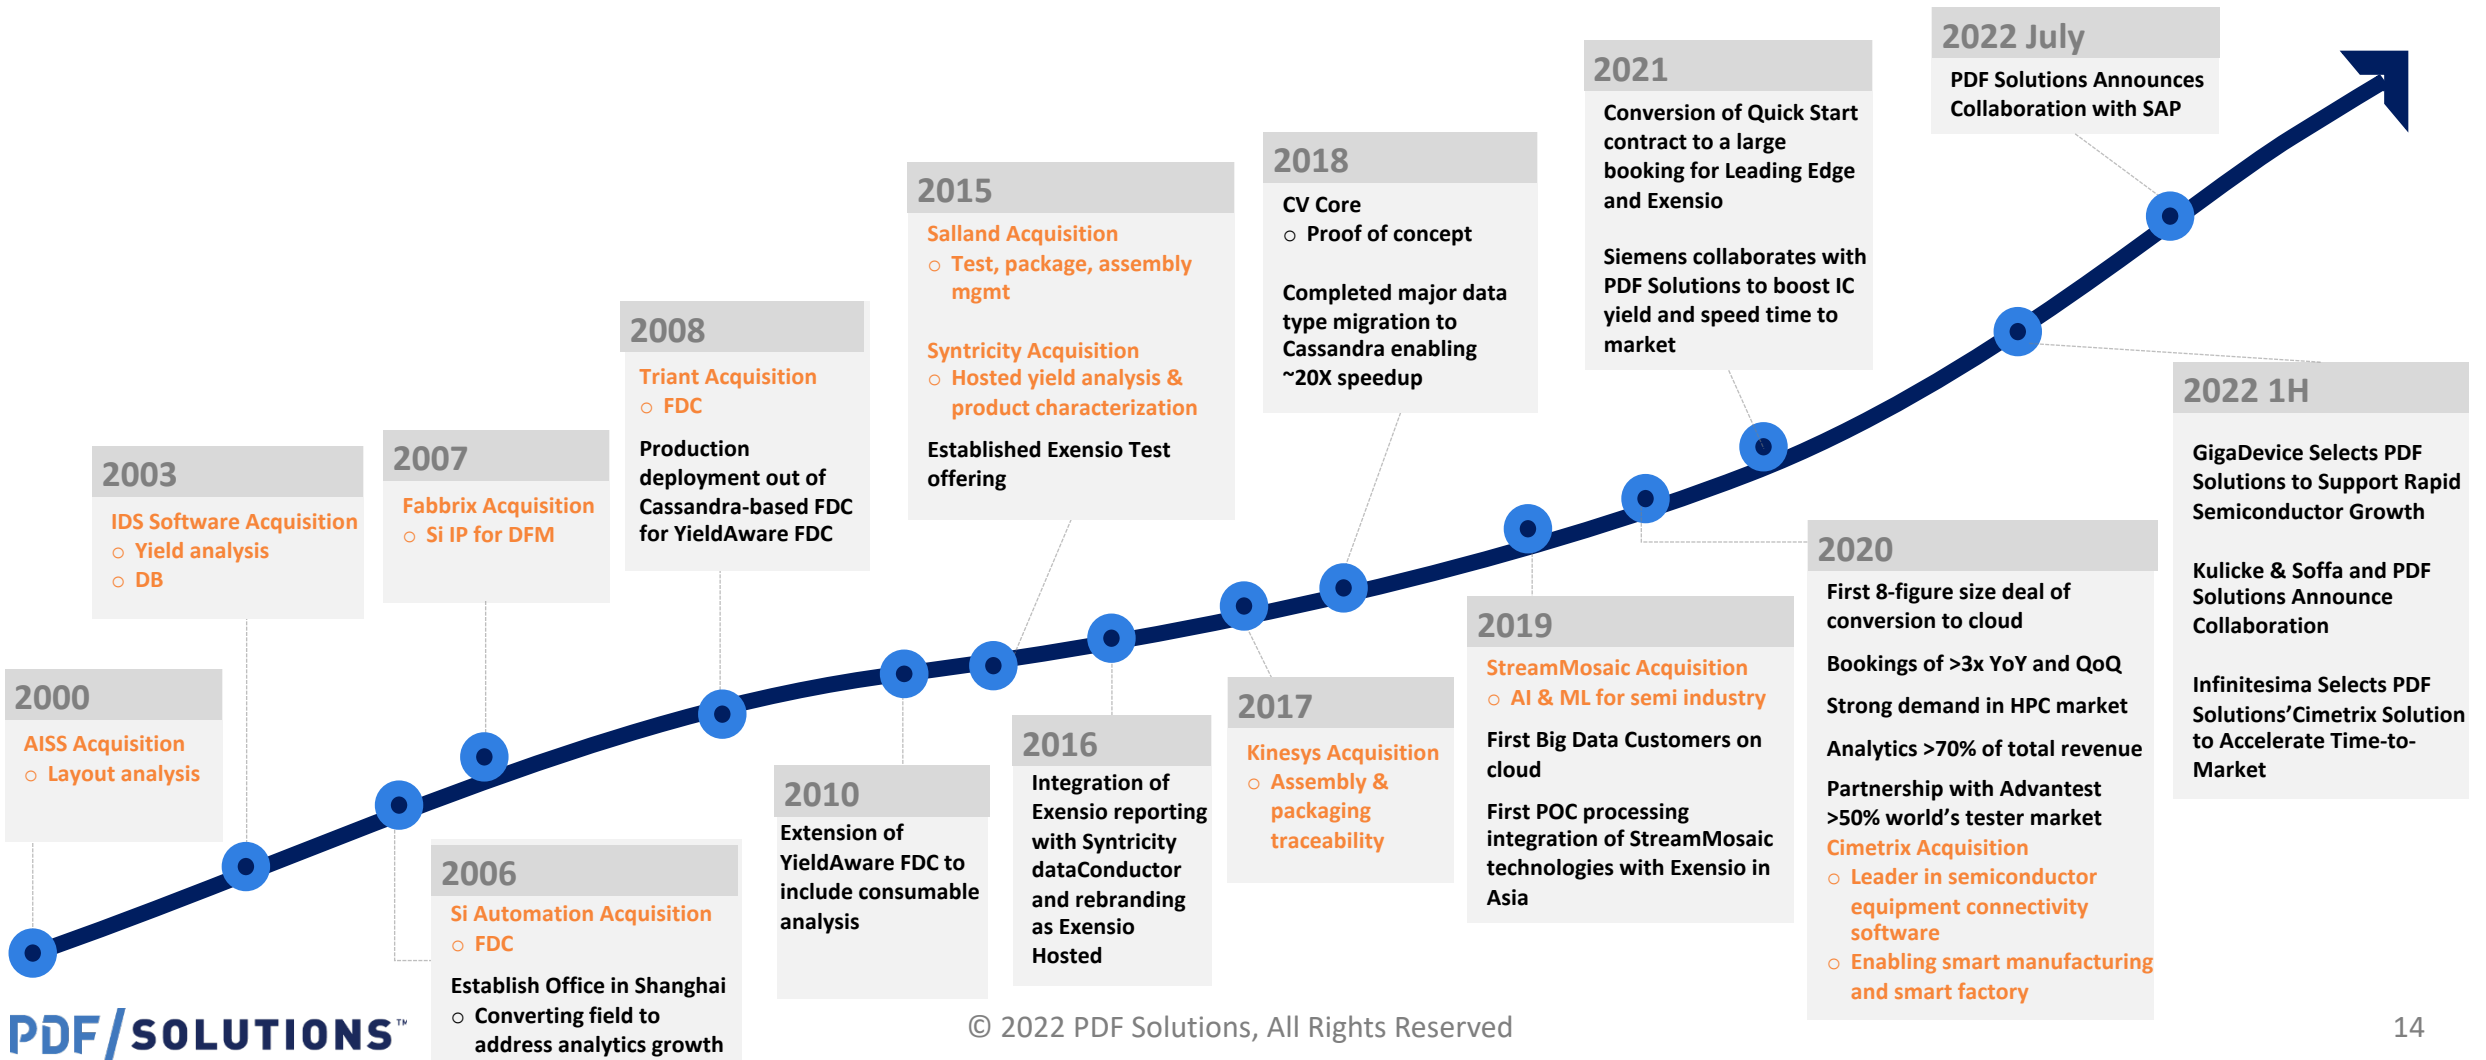 2000
AISS Acquisition
○ Layout analysis
2003
IDS Software Acquisition
○ Yield analysis
○ DB
2006
Si Automation Acquisition
○ FDC
Establish Office in Shanghai
○ Converting field to
address analytics growth
2007
Fabbrix Acquisition
○ Si IP for DFM
2008
Triant Acquisition
○ FDC
Production
deployment out of
Cassandra-based FDC
for YieldAware FDC
2010
Extension of
YieldAware FDC to
include consumable
analysis
2015
Salland Acquisition
○ Test, package, assembly
mgmt
Syntricity Acquisition
○ Hosted yield analysis &
product characterization
Established Exensio Test
offering
2016
Integration of
Exensio reporting
with Syntricity
dataConductor
and rebranding
as Exensio
Hosted
2017
Kinesys Acquisition
○ Assembly &
packaging
traceability
2018
CV Core
○ Proof of concept
Completed major data
type migration to
Cassandra enabling
~20X speedup
2019
StreamMosaic Acquisition
○ AI & ML for semi industry
First Big Data Customers on
cloud
First POC processing
integration of StreamMosaic
technologies with Exensio in
Asia
2020
First 8-figure size deal of
conversion to cloud
Bookings of >3x YoY and QoQ
Strong demand in HPC market
Analytics >70% of total revenue
Partnership with Advantest
>50% world's tester market
Cimetrix Acquisition
○ Leader in semiconductor
equipment connectivity
software
○ Enabling smart manufacturing
and smart factory
2021
Conversion of Quick Start
contract to a large
booking for Leading Edge
and Exensio
Siemens collaborates with
PDF Solutions to boost IC
yield and speed time to
market
2022 1H
GigaDevice Selects PDF
Solutions to Support Rapid
Semiconductor Growth
Kulicke & Soffa and PDF
Solutions Announce
Collaboration
Infinitesima Selects PDF
Solutions'Cimetrix Solution
to Accelerate Time-to-
Market
2022 July
PDF Solutions Announces
Collaboration with SAP
PDF/SOLUTIONS™
© 2022 PDF Solutions, All Rights Reserved
14